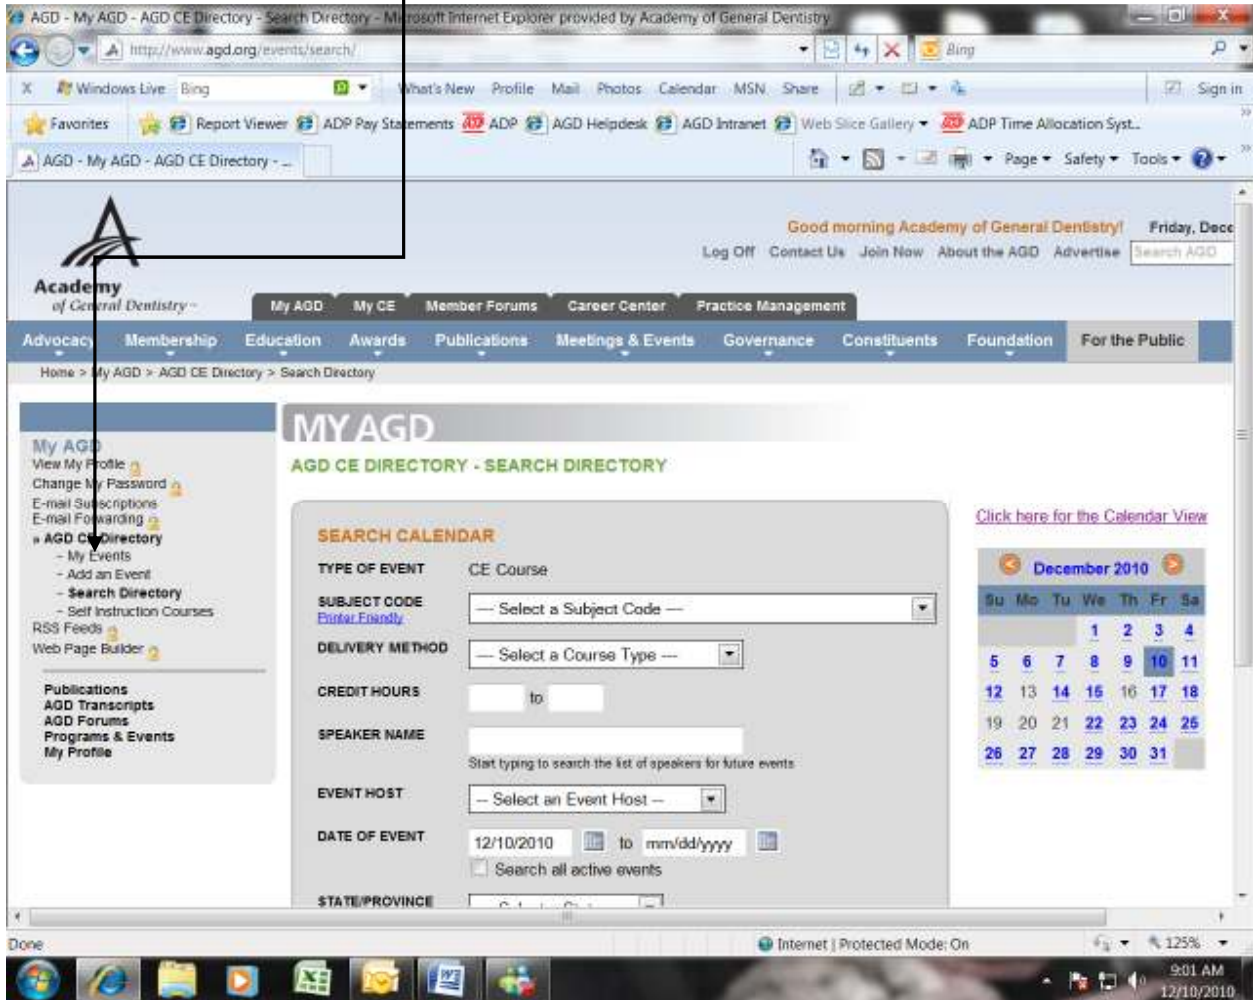 AGD - My AGD - AGD CE Directory - Search Directory - Microsoft Internet Explorer provided by Academy of General Dentistry
http://www.agd.org/events/search/
Bing
X Windows Live Bing What's New Profile Mail Photos Calendar MSN Share Sign in
Favorites Report Viewer ADP Pay Statements ADP AGD Helpdesk AGD Intranet Web Slice Gallery ADP Time Allocation Syst...
AGD - My AGD - AGD CE Directory - ...
Page Safety Tools
Good morning Academy of General Dentistry! Friday, Dece
Log Off Contact Us Join Now About the AGD Advertise Search AGD
Academy
of General Dentistry
My AGD My CE Member Forums Career Center Practice Management
Advocacy Membership Education Awards Publications Meetings & Events Governance Constituents Foundation For the Public
Home > My AGD > AGD CE Directory > Search Directory
MY AGD
AGD CE DIRECTORY - SEARCH DIRECTORY
My AGD
View My Profile
Change My Password
E-mail Subscriptions
E-mail Forwarding
» AGD CE Directory
- My Events
- Add an Event
- Search Directory
- Self Instruction Courses
RSS Feeds
Web Page Builder
Publications
AGD Transcripts
AGD Forums
Programs & Events
My Profile
SEARCH CALENDAR
TYPE OF EVENT CE Course
SUBJECT CODE --- Select a Subject Code ---
Printer Friendly
DELIVERY METHOD --- Select a Course Type ---
CREDIT HOURS to
SPEAKER NAME
Start typing to search the list of speakers for future events
EVENT HOST -- Select an Event Host --
DATE OF EVENT 12/10/2010 to mm/dd/yyyy
Search all active events
STATE/PROVINCE
Click here for the Calendar View
December 2010
Su Mo Tu We Th Fr Sa
1 2 3 4
5 6 7 8 9 10 11
12 13 14 15 16 17 18
19 20 21 22 23 24 25
26 27 28 29 30 31
Done Internet | Protected Mode: On 125%
9:01 AM
12/10/2010